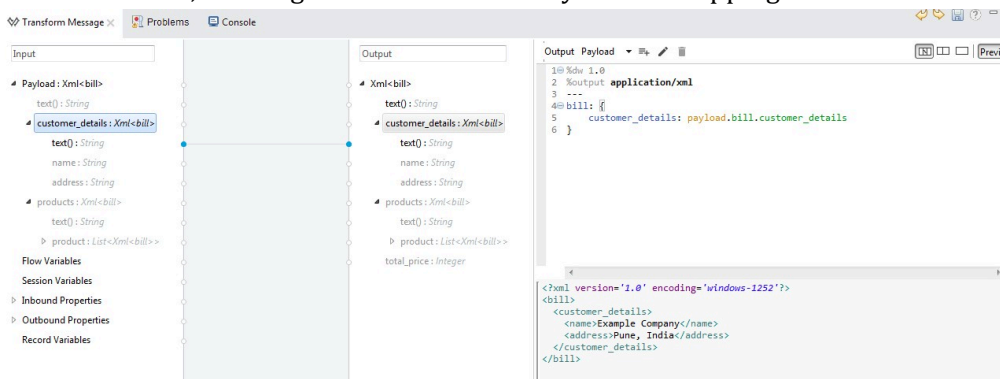 Transform Message Problems Console
Input
Payload : Xml<bill>
text() : String
customer_details : Xml<bill>
text() : String
name : String
address : String
products : Xml<bill>
text() : String
product : List<Xml<bill>>
Flow Variables
Session Variables
Inbound Properties
Outbound Properties
Record Variables
Output
Xml<bill>
text() : String
customer_details : Xml<bill>
text() : String
name : String
address : String
products : Xml<bill>
text() : String
product : List<Xml<bill>>
total_price : Integer
Output Payload Previ
1 %dw 1.0
2 %output application/xml
3 ---
4 bill: {
5 customer_details: payload.bill.customer_details
6 }
<?xml version='1.0' encoding='windows-1252'?>
<bill>
<customer_details>
<name>Example Company</name>
<address>Pune, India</address>
</customer_details>
</bill>